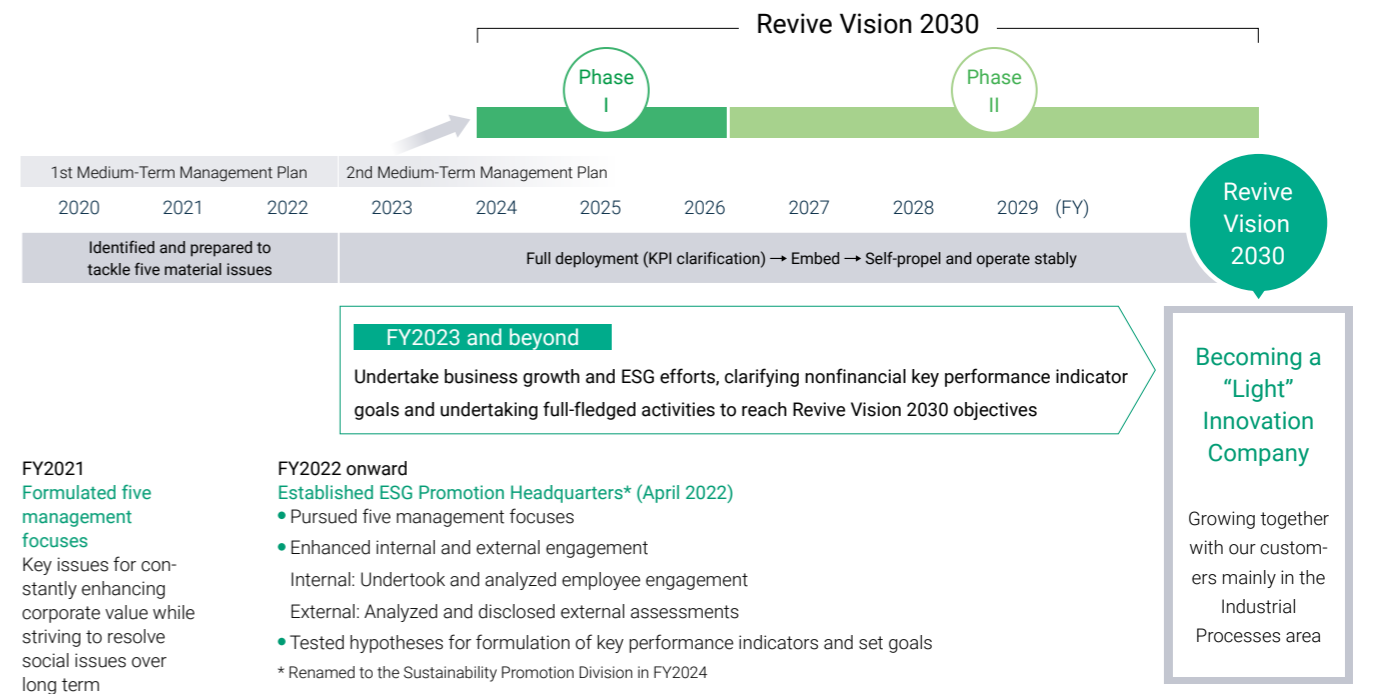 Revive Vision 2030
Phase
I
Phase
II
1st Medium-Term Management Plan
2nd Medium-Term Management Plan
2020 2021 2022 2023 2024 2025 2026 2027 2028 2029 (FY)
Identified and prepared to
tackle five material issues
Full deployment (KPI clarification) → Embed → Self-propel and operate stably
Revive
Vision
2030
FY2023 and beyond
Undertake business growth and ESG efforts, clarifying nonfinancial key performance indicator
goals and undertaking full-fledged activities to reach Revive Vision 2030 objectives
Becoming a
“Light”
Innovation
Company
Growing together
with our custom-
ers mainly in the
Industrial
Processes area
FY2021
Formulated five
management
focuses
Key issues for con-
stantly enhancing
corporate value while
striving to resolve
social issues over
long term
FY2022 onward
Established ESG Promotion Headquarters* (April 2022)
• Pursued five management focuses
• Enhanced internal and external engagement
Internal: Undertook and analyzed employee engagement
External: Analyzed and disclosed external assessments
• Tested hypotheses for formulation of key performance indicators and set goals
* Renamed to the Sustainability Promotion Division in FY2024